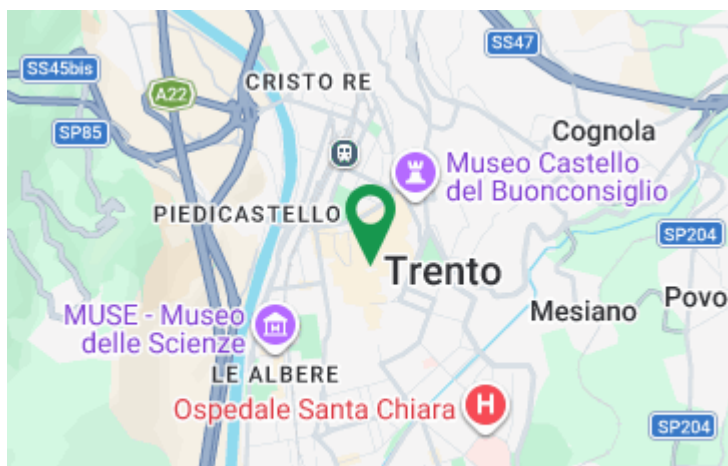 SS47
SS45bis
CRISTO RE
A22
SP85
Cognola
Museo Castello
del Buonconsiglio
PIEDICASTELLO
SP204
Trento
Povo
Mesiano
MUSE - Museo
delle Scienze
LE ALBERE
Ospedale Santa Chiara
H
SP204